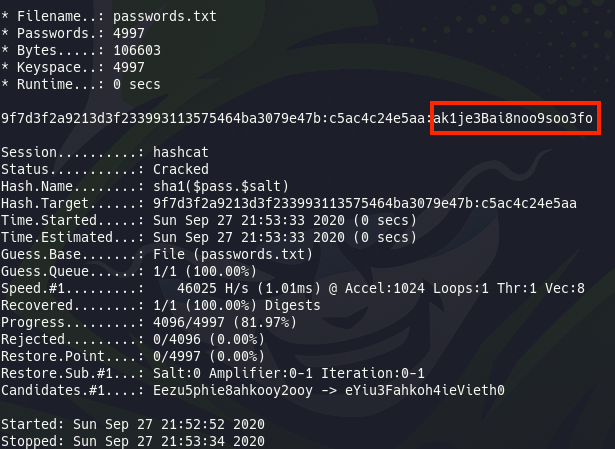 * Filename..: passwords.txt
* Passwords.: 4997
* Bytes.....: 106603
* Keyspace..: 4997
* Runtime...: 0 secs
9f7d3f2a9213d3f233993113575464ba3079e47b:c5ac4c24e5aa:ak1je3Bai8noo9soo3fo
Session..........: hashcat
Status...........: Cracked
Hash.Name........: sha1($pass.$salt)
Hash.Target......: 9f7d3f2a9213d3f233993113575464ba3079e47b:c5ac4c24e5aa
Time.Started.....: Sun Sep 27 21:53:33 2020 (0 secs)
Time.Estimated...: Sun Sep 27 21:53:33 2020 (0 secs)
Guess.Base.......: File (passwords.txt)
Guess.Queue......: 1/1 (100.00%)
Speed.#1.........:    46025 H/s (1.01ms) @ Accel:1024 Loops:1 Thr:1 Vec:8
Recovered........: 1/1 (100.00%) Digests
Progress.........: 4096/4997 (81.97%)
Rejected.........: 0/4096 (0.00%)
Restore.Point....: 0/4997 (0.00%)
Restore.Sub.#1...: Salt:0 Amplifier:0-1 Iteration:0-1
Candidates.#1....: Eezu5phie8ahkooy2ooy -> eYiu3Fahkoh4ieVieth0
Started: Sun Sep 27 21:52:52 2020
Stopped: Sun Sep 27 21:53:34 2020